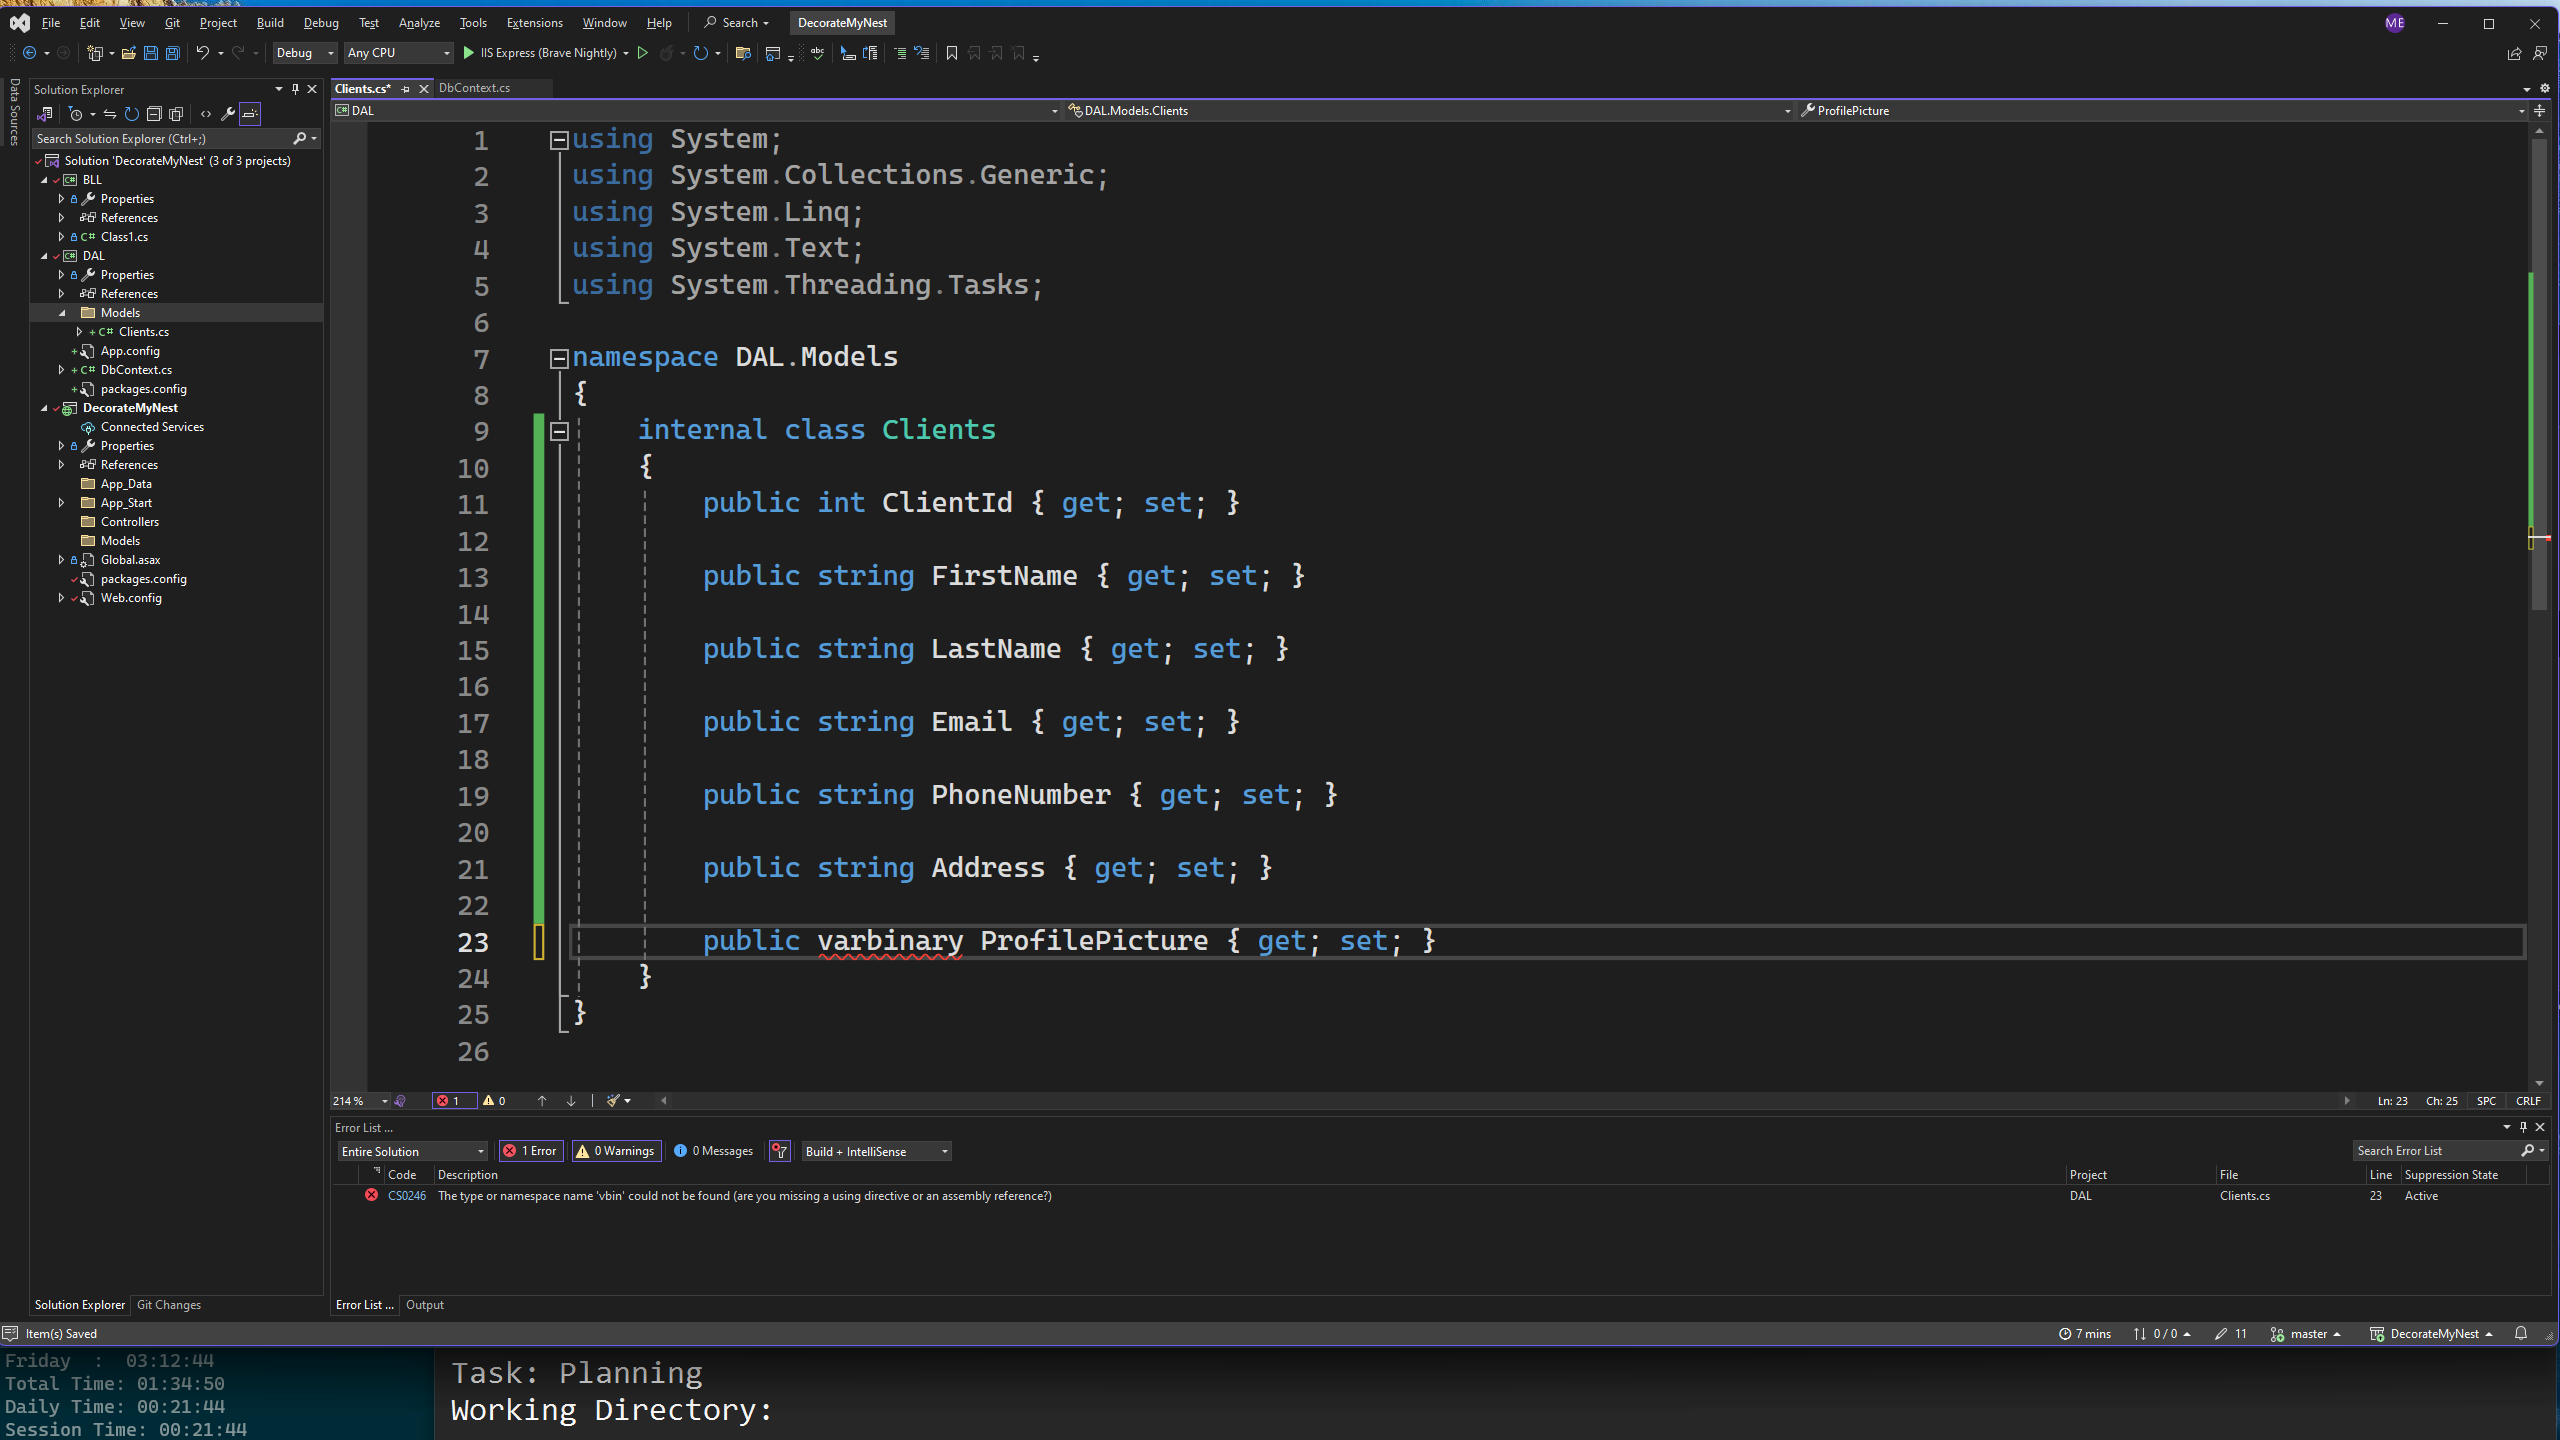 File Edit View Git Project Build Debug Test Analyze Tools Extensions Window Help Search DecorateMyNest ME
Debug Any CPU IIS Express (Brave Nightly)
Data Sources
Solution Explorer
Search Solution Explorer (Ctrl+;)
Solution 'DecorateMyNest' (3 of 3 projects)
BLL
Properties
References
C# Class1.cs
DAL
Properties
References
Models
C# Clients.cs
App.config
C# DbContext.cs
packages.config
DecorateMyNest
Connected Services
Properties
References
App_Data
App_Start
Controllers
Models
Global.asax
packages.config
Web.config
Solution Explorer Git Changes
Clients.cs* DbContext.cs
DAL DAL.Models.Clients ProfilePicture
1 using System;
2 using System.Collections.Generic;
3 using System.Linq;
4 using System.Text;
5 using System.Threading.Tasks;
6
7 namespace DAL.Models
8 {
9 internal class Clients
10 {
11 public int ClientId { get; set; }
12
13 public string FirstName { get; set; }
14
15 public string LastName { get; set; }
16
17 public string Email { get; set; }
18
19 public string PhoneNumber { get; set; }
20
21 public string Address { get; set; }
22
23 public varbinary ProfilePicture { get; set; }
24 }
25 }
26
214 % 1 0 Ln: 23 Ch: 25 SPC CRLF
Error List ...
Entire Solution 1 Error 0 Warnings 0 Messages Build + IntelliSense Search Error List
Code Description Project File Line Suppression State
CS0246 The type or namespace name 'vbin' could not be found (are you missing a using directive or an assembly reference?) DAL Clients.cs 23 Active
Error List ... Output
Item(s) Saved 7 mins 0 / 0 11 master DecorateMyNest
Friday : 03:12:44
Total Time: 01:34:50
Daily Time: 00:21:44
Session Time: 00:21:44
Task: Planning
Working Directory: